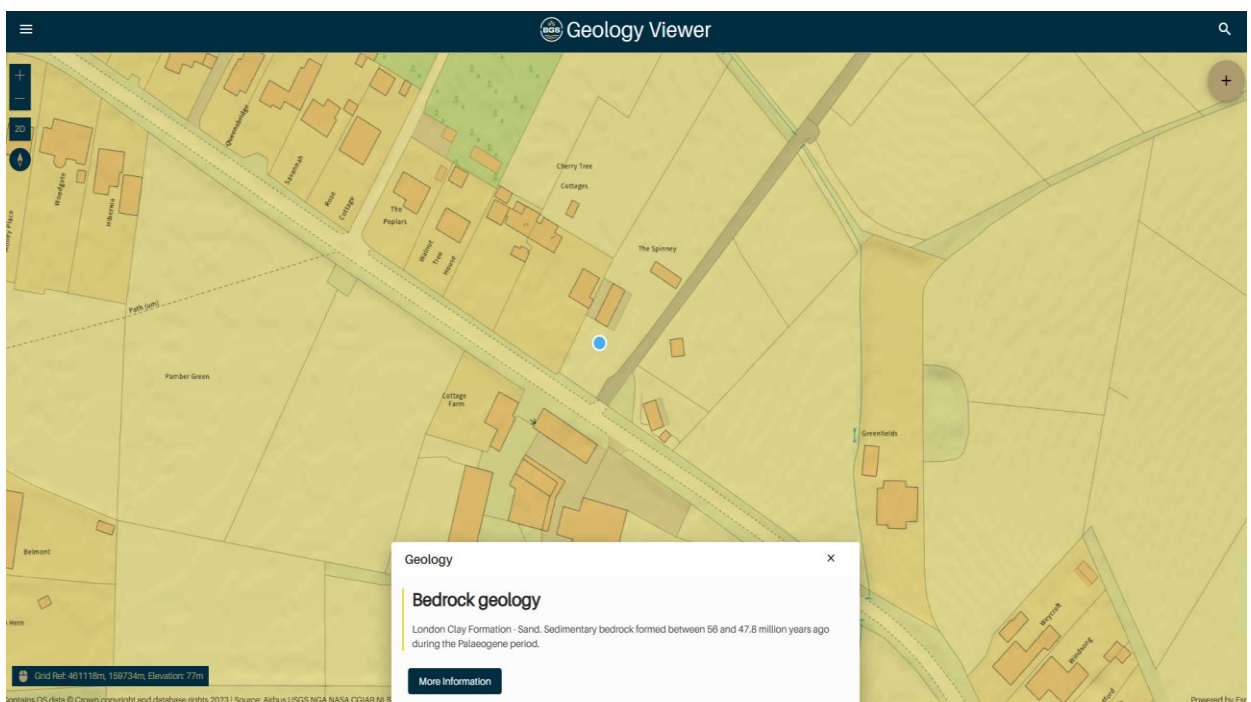 BGS
Geology Viewer
+
−
2D
+
Queensbridge
Savannah
Rose
Cottage
Woodgate
Hibernia
The
Poplars
Walnut
Tree
House
Cherry Tree
Cottages
The Spinney
Path (um)
Pamber Green
Cottage
Farm
Greenfields
Belmont
Weycroft
Windsong
Geology
×
Bedrock geology
London Clay Formation - Sand. Sedimentary bedrock formed between 56 and 47.8 million years ago
during the Palaeogene period.
More Information
Grid Ref: 461118m, 159734m, Elevation: 77m
Contains OS data © Crown copyright and database rights 2023 | Source: Airbus USGS NGA NASA CGIAR
Powered by